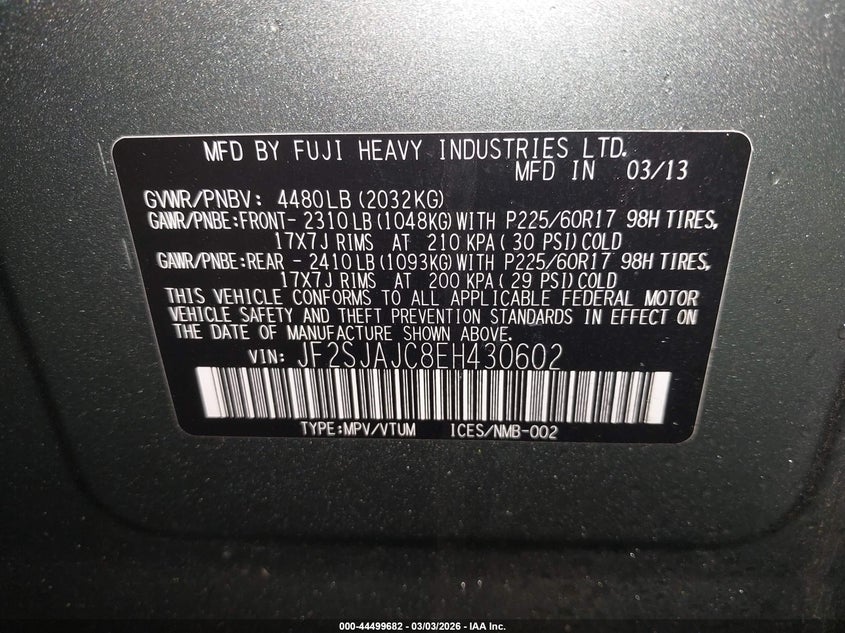 MFD BY FUJI HEAVY INDUSTRIES LTD.
MFD IN 03/13
GVWR/PNBV: 4480LB (2032KG)
GAWR/PNBE:FRONT- 2310LB (1048KG) WITH P225/60R17 98H TIRES,
17X7J RIMS AT 210 KPA ( 30 PSI) COLD
GAWR/PNBE:REAR - 2410LB (1093KG) WITH P225/60R17 98H TIRES,
17X7J RIMS AT 200 KPA ( 29 PSI) COLD
THIS VEHICLE CONFORMS TO ALL APPLICABLE FEDERAL MOTOR
VEHICLE SAFETY AND THEFT PREVENTION STANDARDS IN EFFECT ON
THE DATE OF MANUFACTURE SHOWN ABOVE.
VIN: JF2SJAJC8EH430602
TYPE:MPV/VTUM ICES/NMB-002
000-44499682 - 03/03/2026 - IAA Inc.